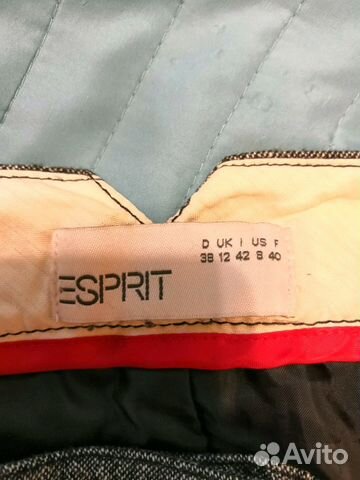 D UK I US F
38 12 42 8 40
ESPRIT
Avito